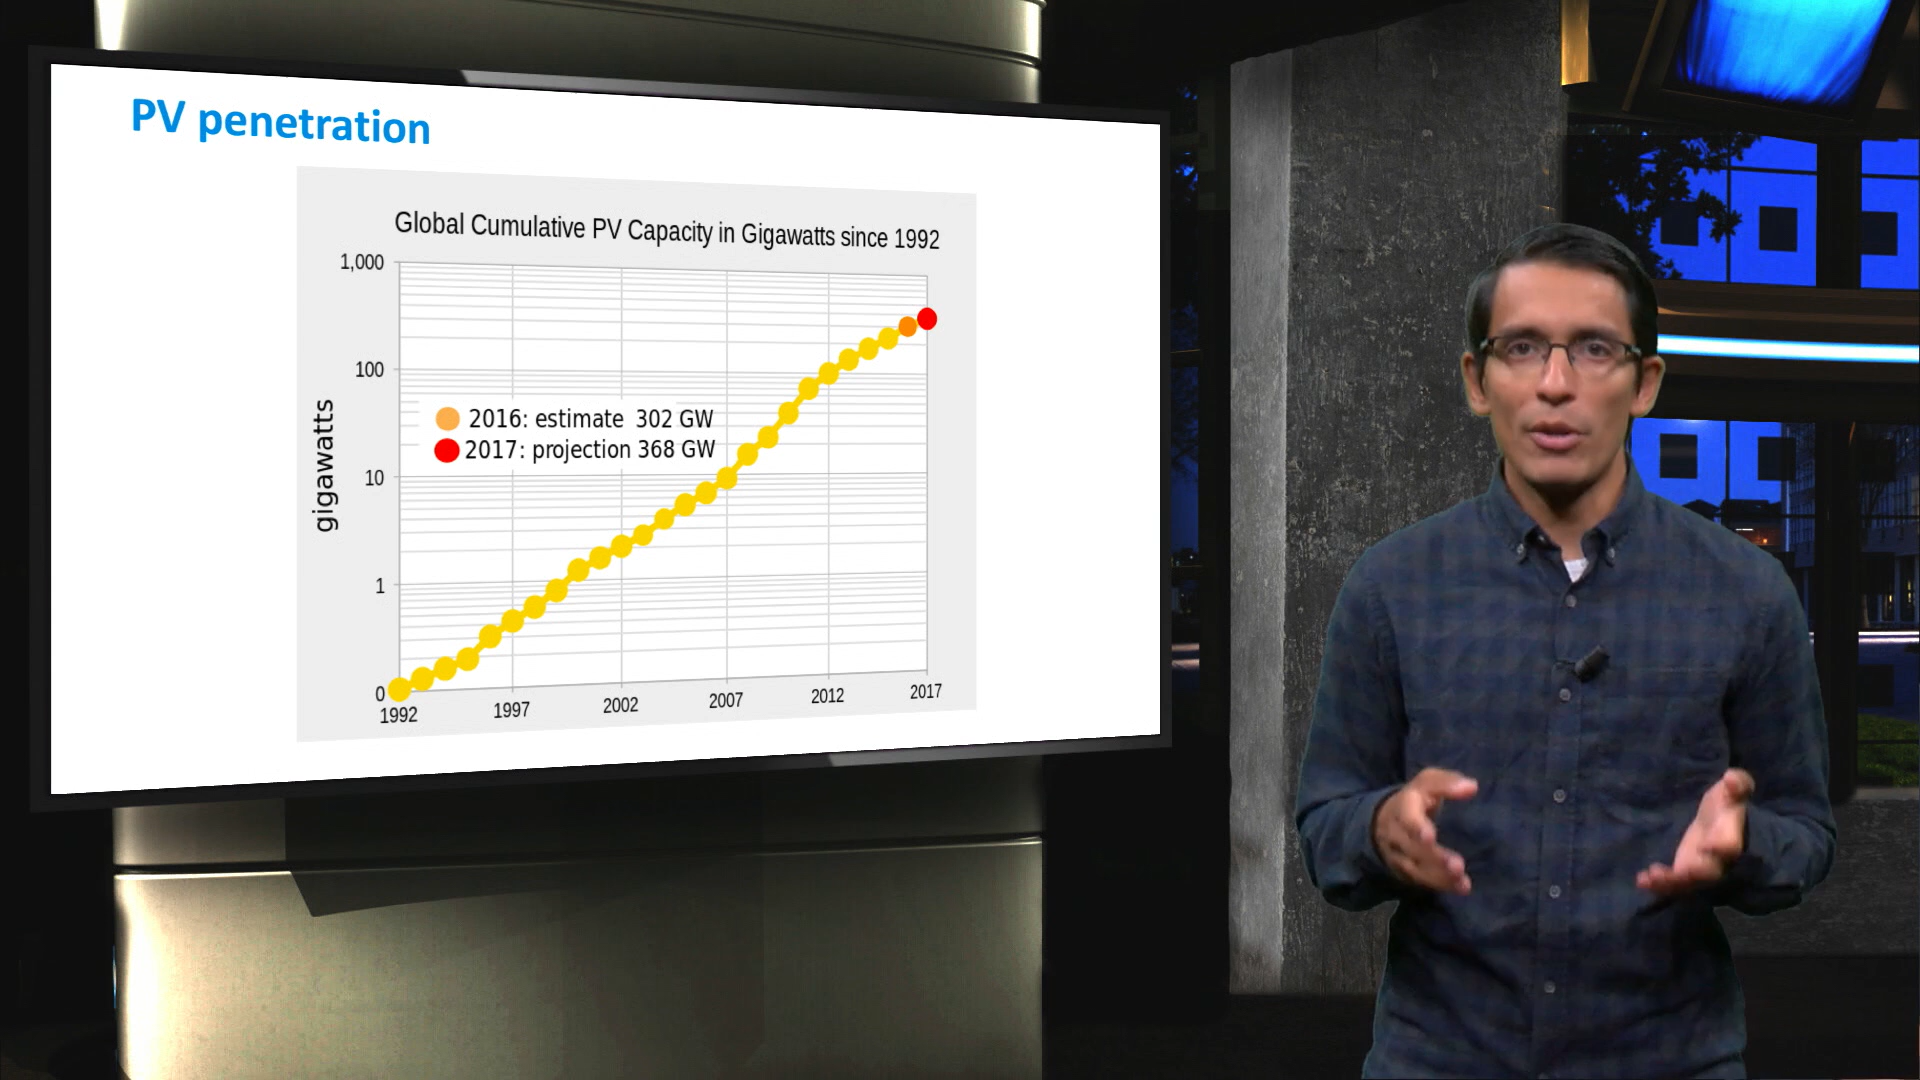 PV penetration
Global Cumulative PV Capacity in Gigawatts since 1992
1,000
100
10
1
0
gigawatts
2016: estimate 302 GW
2017: projection 368 GW
1992
1997
2002
2007
2012
2017